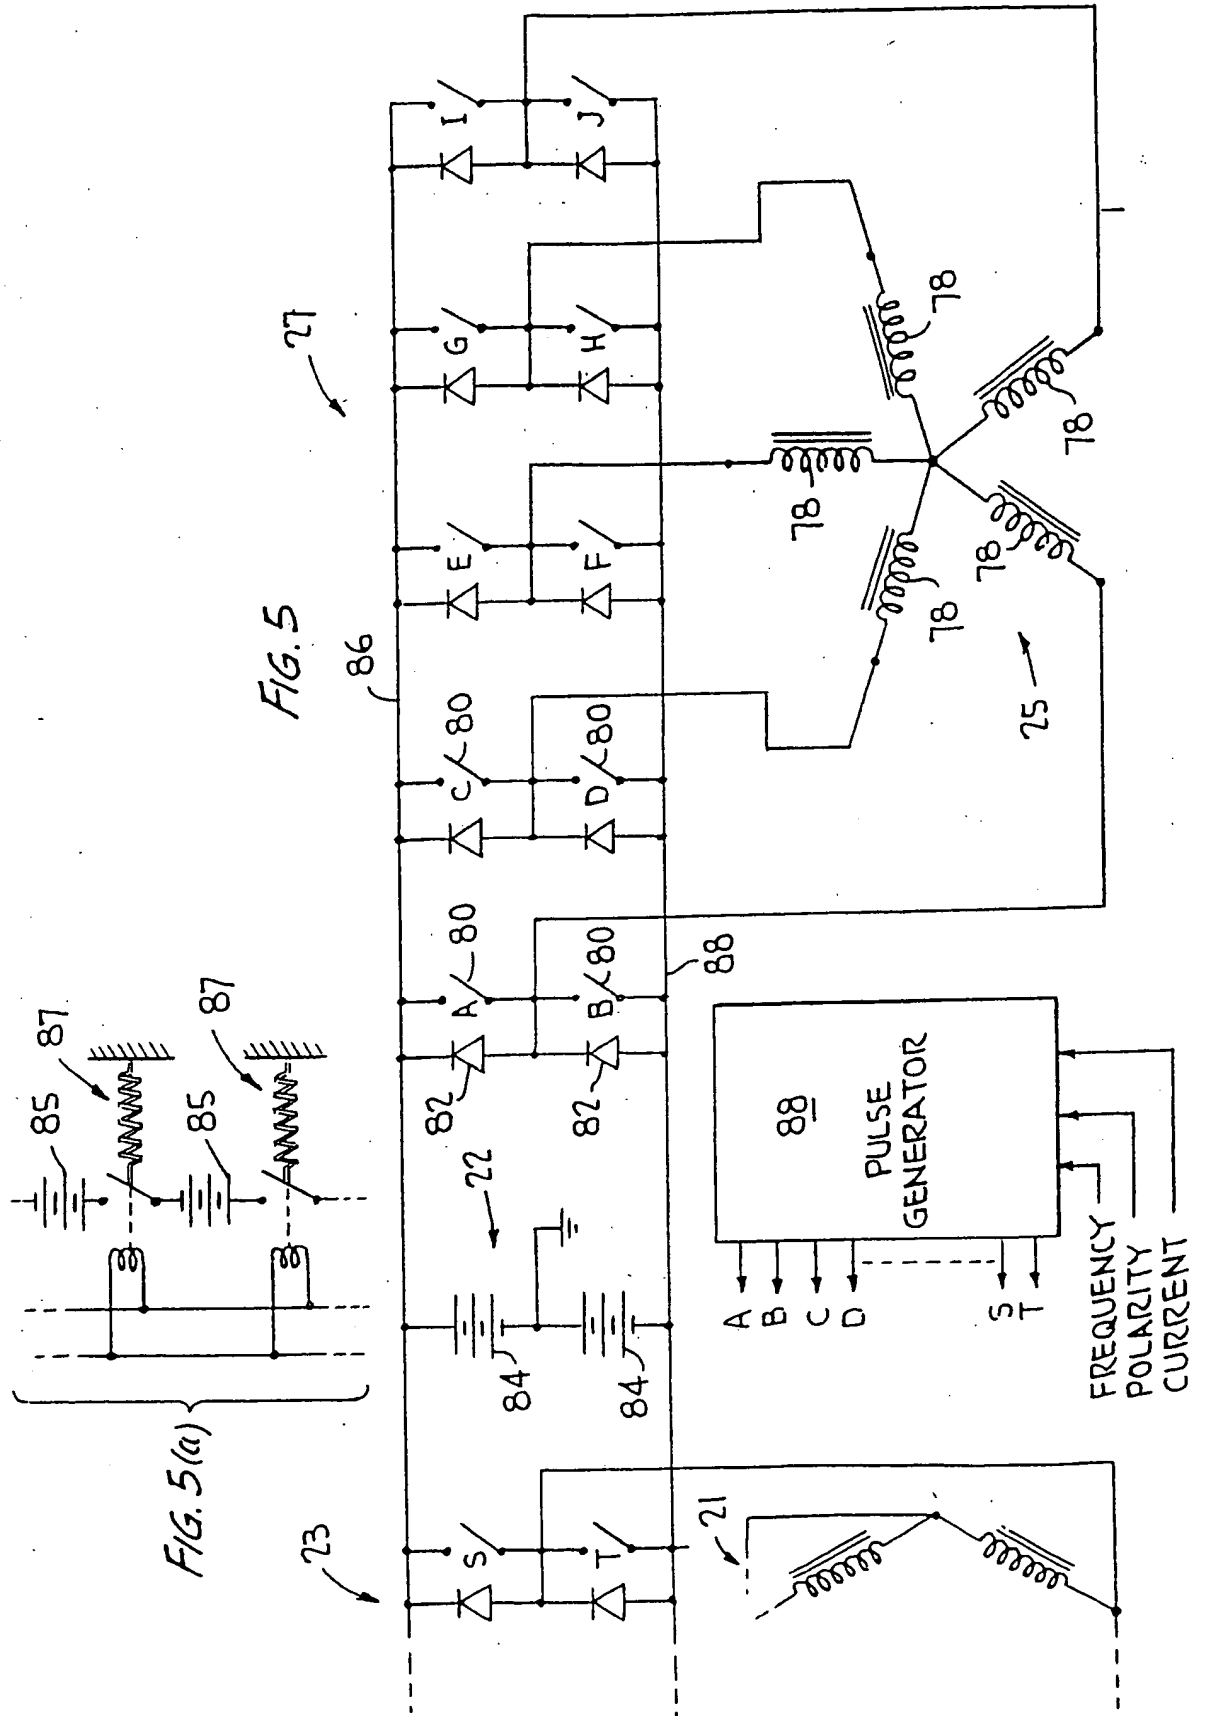 FIG. 5(a)
85
87
85
87
FIG. 5
23
22
86
27
S
T
84
84
82
82
A
80
B
80
C
80
D
80
E
F
G
H
I
J
88
21
25
78
78
78
78
78
88
PULSE
GENERATOR
A
B
C
D
S
T
FREQUENCY
POLARITY
CURRENT